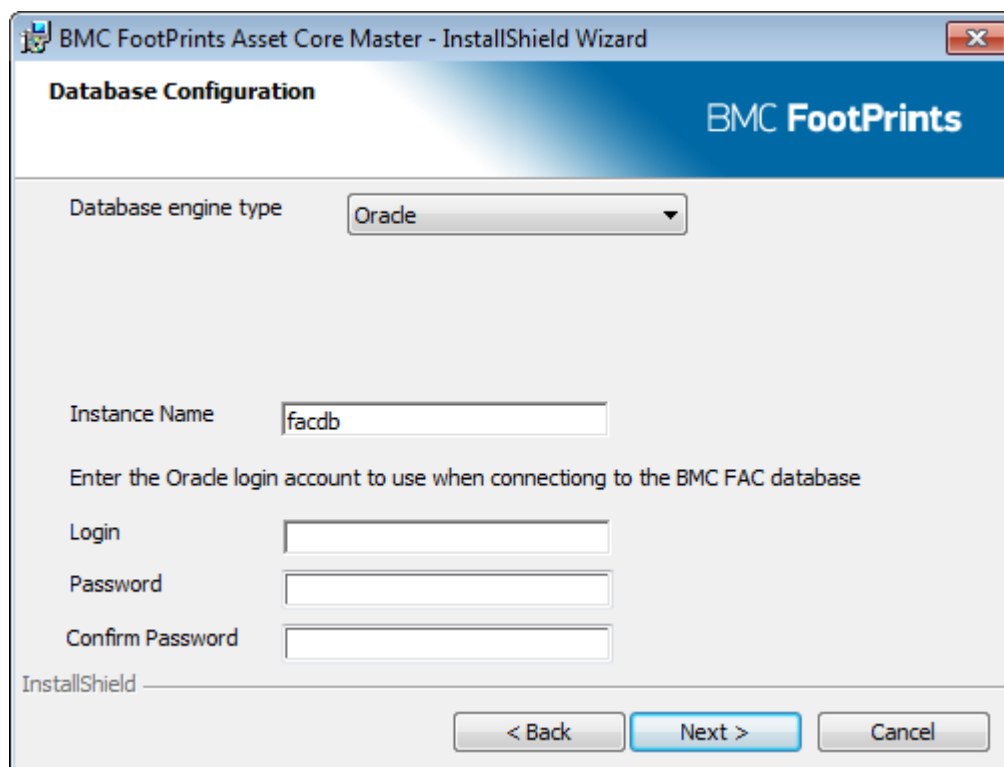 BMC FootPrints Asset Core Master - InstallShield Wizard
Database Configuration
BMC FootPrints
Database engine type
Oracle
Instance Name
facdb
Enter the Oracle login account to use when connectiong to the BMC FAC database
Login
Password
Confirm Password
InstallShield
< Back
Next >
Cancel